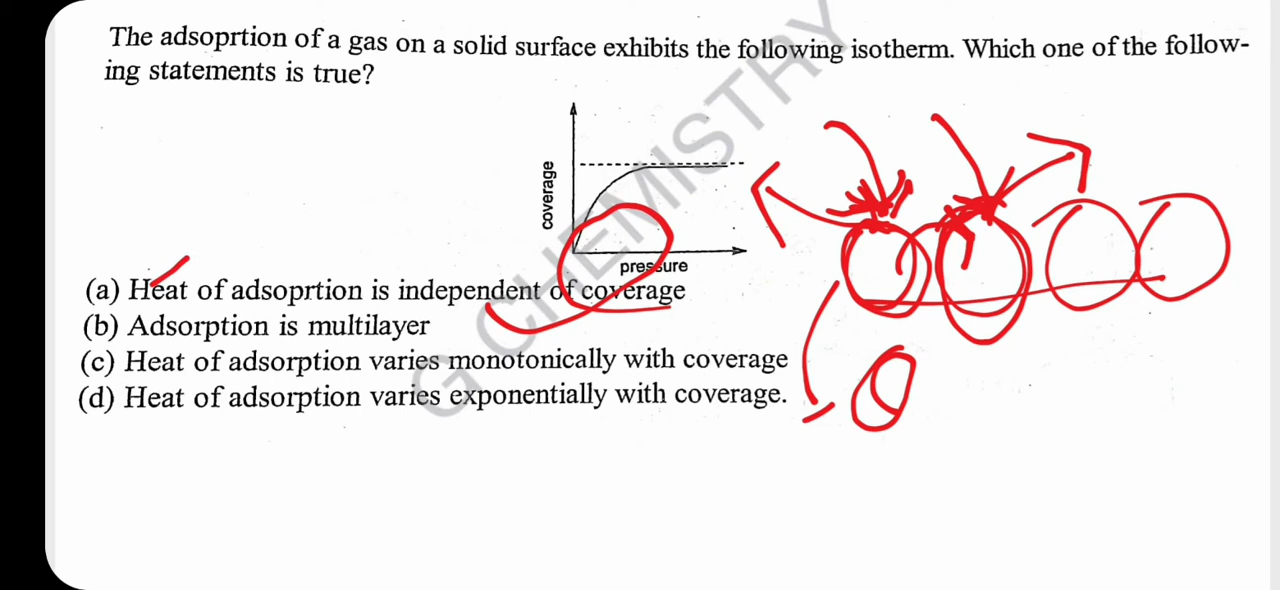 The adsoprtion of a gas on a solid surface exhibits the following isotherm. Which one of the follow-
ing statements is true?
coverage
pressure
(a) Heat of adsoprtion is independent of coverage
(b) Adsorption is multilayer
(c) Heat of adsorption varies monotonically with coverage
(d) Heat of adsorption varies exponentially with coverage.
G CHEMISTRY